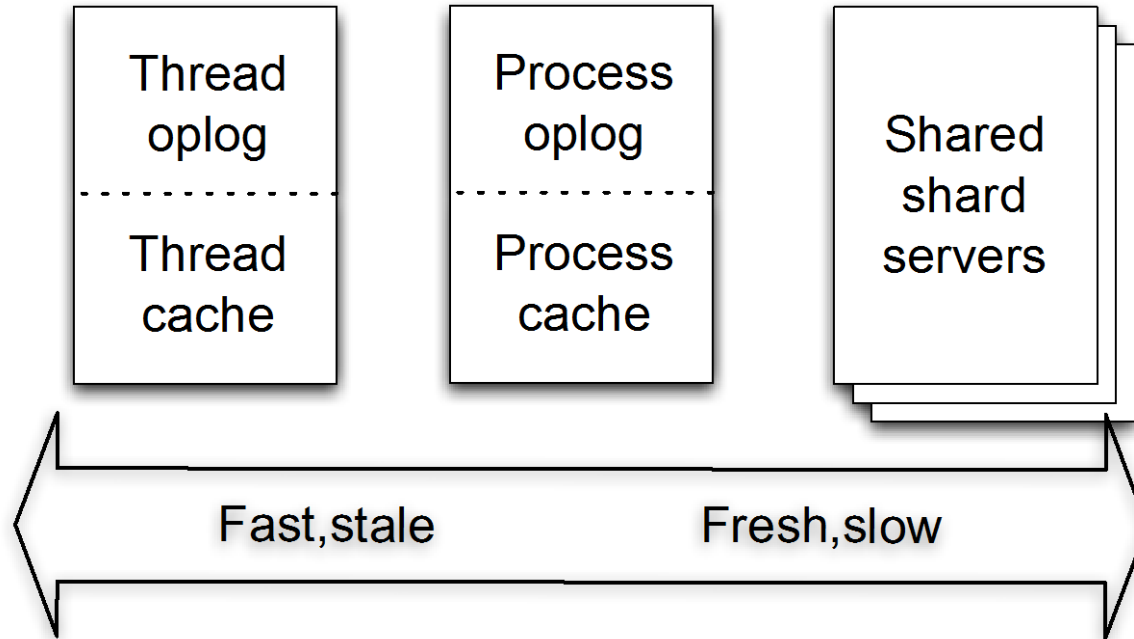 Thread
oplog
Thread
cache
Process
oplog
Process
cache
Shared
shard
servers
Fast,stale
Fresh,slow